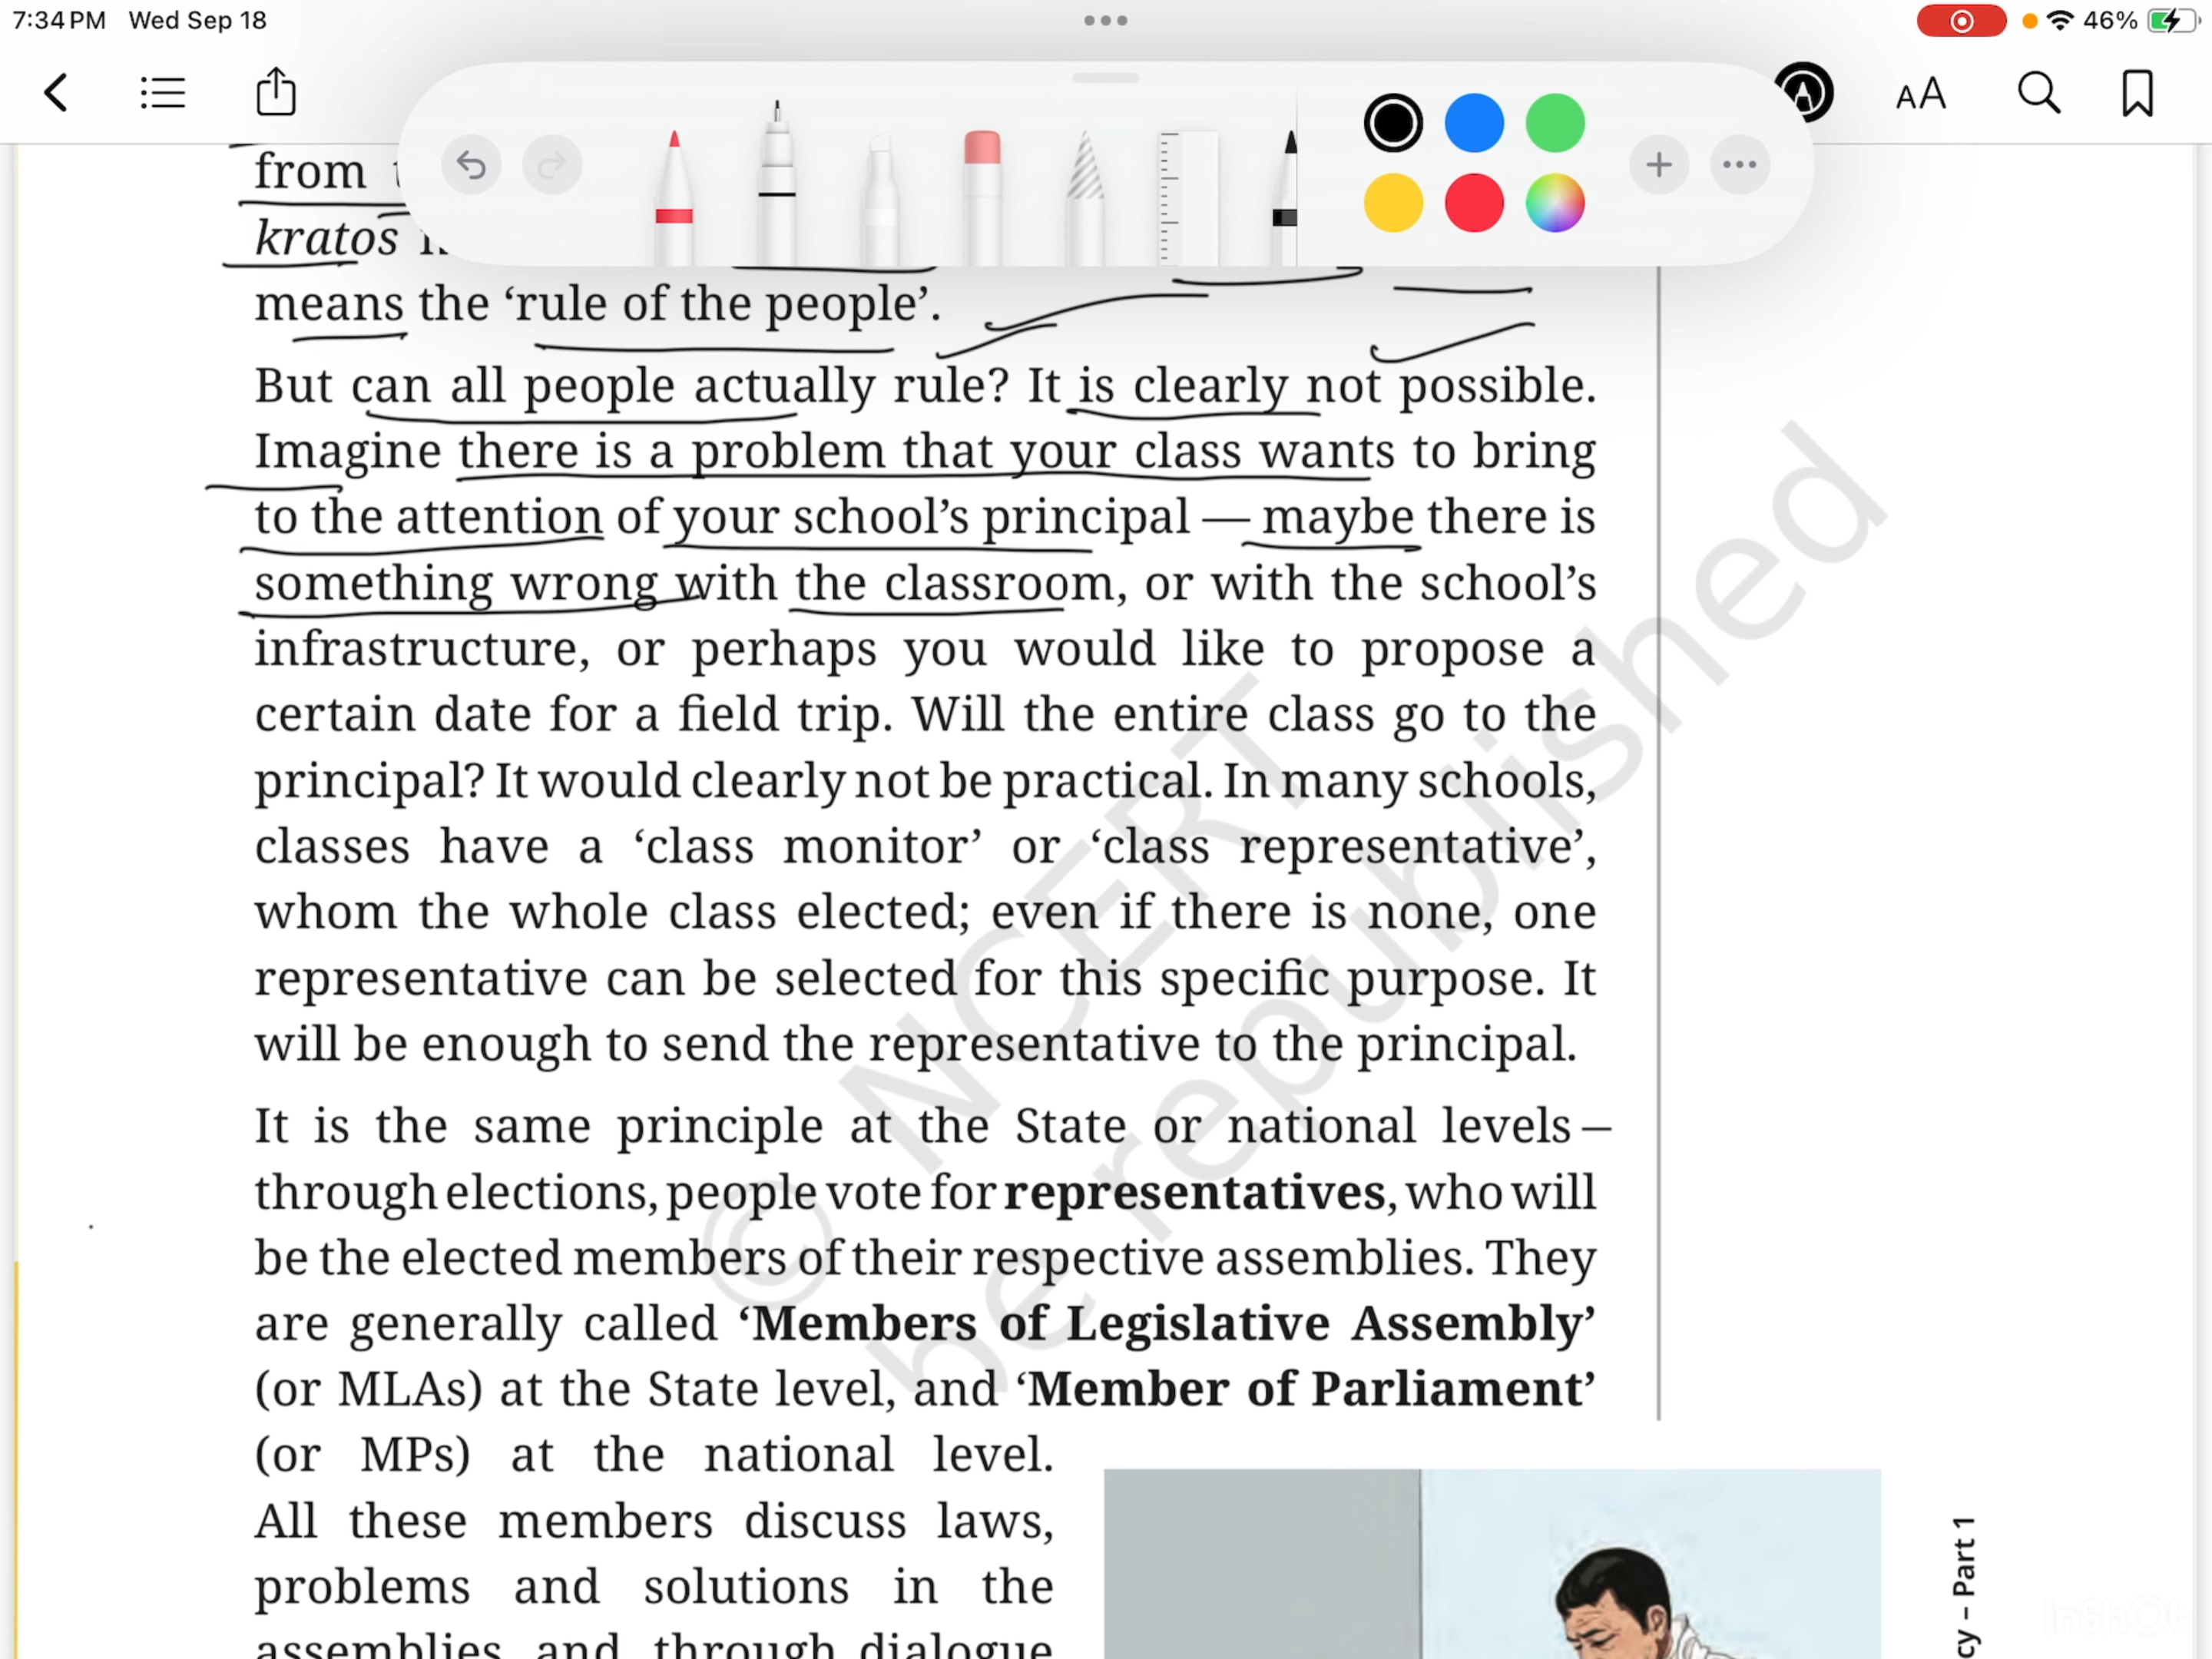 7:34 PM Wed Sep 18
46%
AA
from
kratos
means the ‘rule of the people’.
But can all people actually rule? It is clearly not possible.
Imagine there is a problem that your class wants to bring
to the attention of your school’s principal — maybe there is
something wrong with the classroom, or with the school’s
infrastructure, or perhaps you would like to propose a
certain date for a field trip. Will the entire class go to the
principal? It would clearly not be practical. In many schools,
classes have a ‘class monitor’ or ‘class representative’,
whom the whole class elected; even if there is none, one
representative can be selected for this specific purpose. It
will be enough to send the representative to the principal.
It is the same principle at the State or national levels—
through elections, people vote for representatives, who will
be the elected members of their respective assemblies. They
are generally called ‘Members of Legislative Assembly’
(or MLAs) at the State level, and ‘Member of Parliament’
(or MPs) at the national level.
All these members discuss laws,
problems and solutions in the
assemblies and through dialogue
cy – Part 1
© NCERT
be republished
InShOt